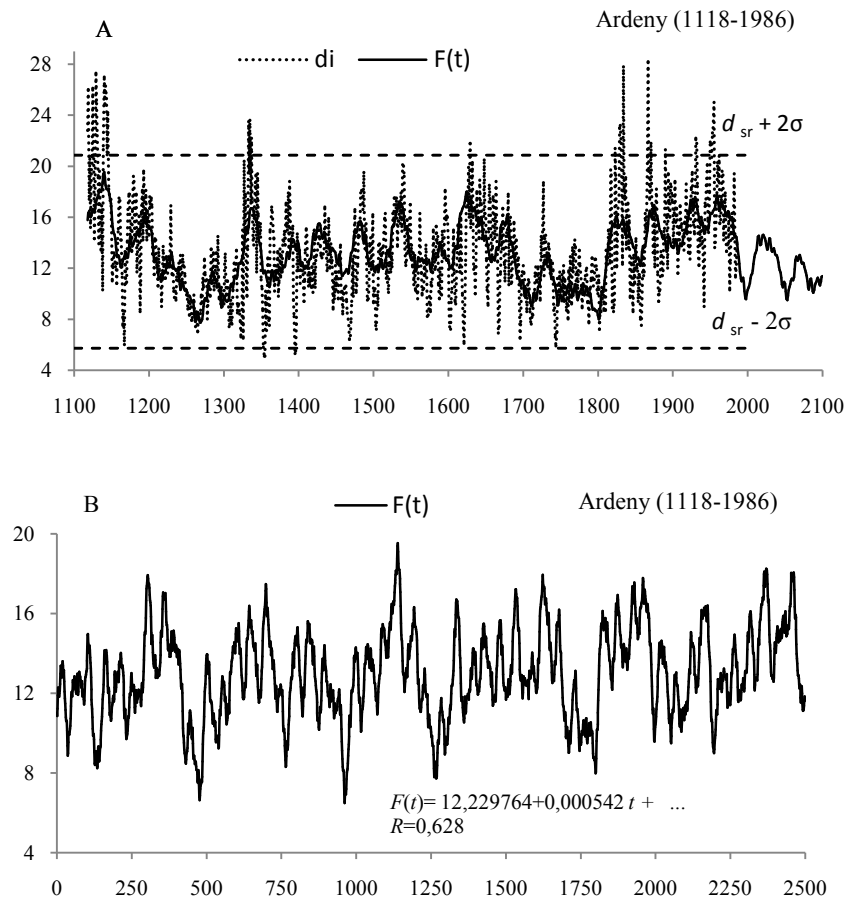 A
Ardeny (1118-1986)
di F(t)
28
24
20
16
12
8
4
d sr + 2σ
d sr - 2σ
1100 1200 1300 1400 1500 1600 1700 1800 1900 2000 2100
B
F(t)
Ardeny (1118-1986)
20
16
12
8
4
F(t)= 12,229764+0,000542 t + ...
R=0,628
0 250 500 750 1000 1250 1500 1750 2000 2250 2500